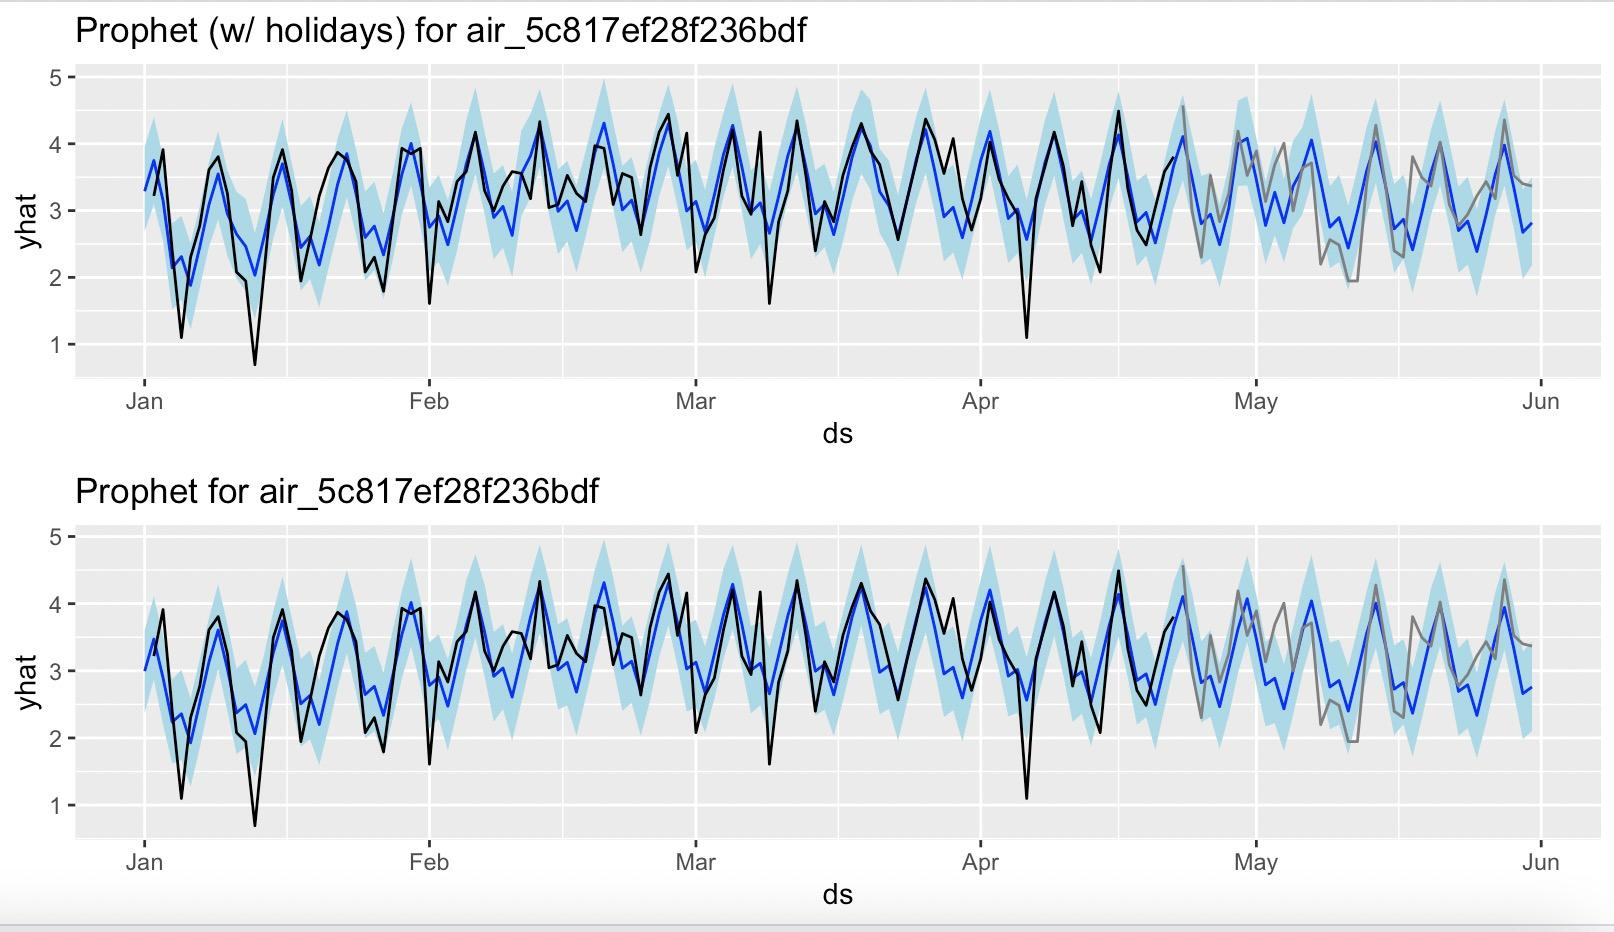 Prophet (w/ holidays) for air_5c817ef28f236bdf
5
4
3
2
1
yhat
Jan Feb Mar Apr May Jun
ds
Prophet for air_5c817ef28f236bdf
5
4
3
2
1
yhat
Jan Feb Mar Apr May Jun
ds